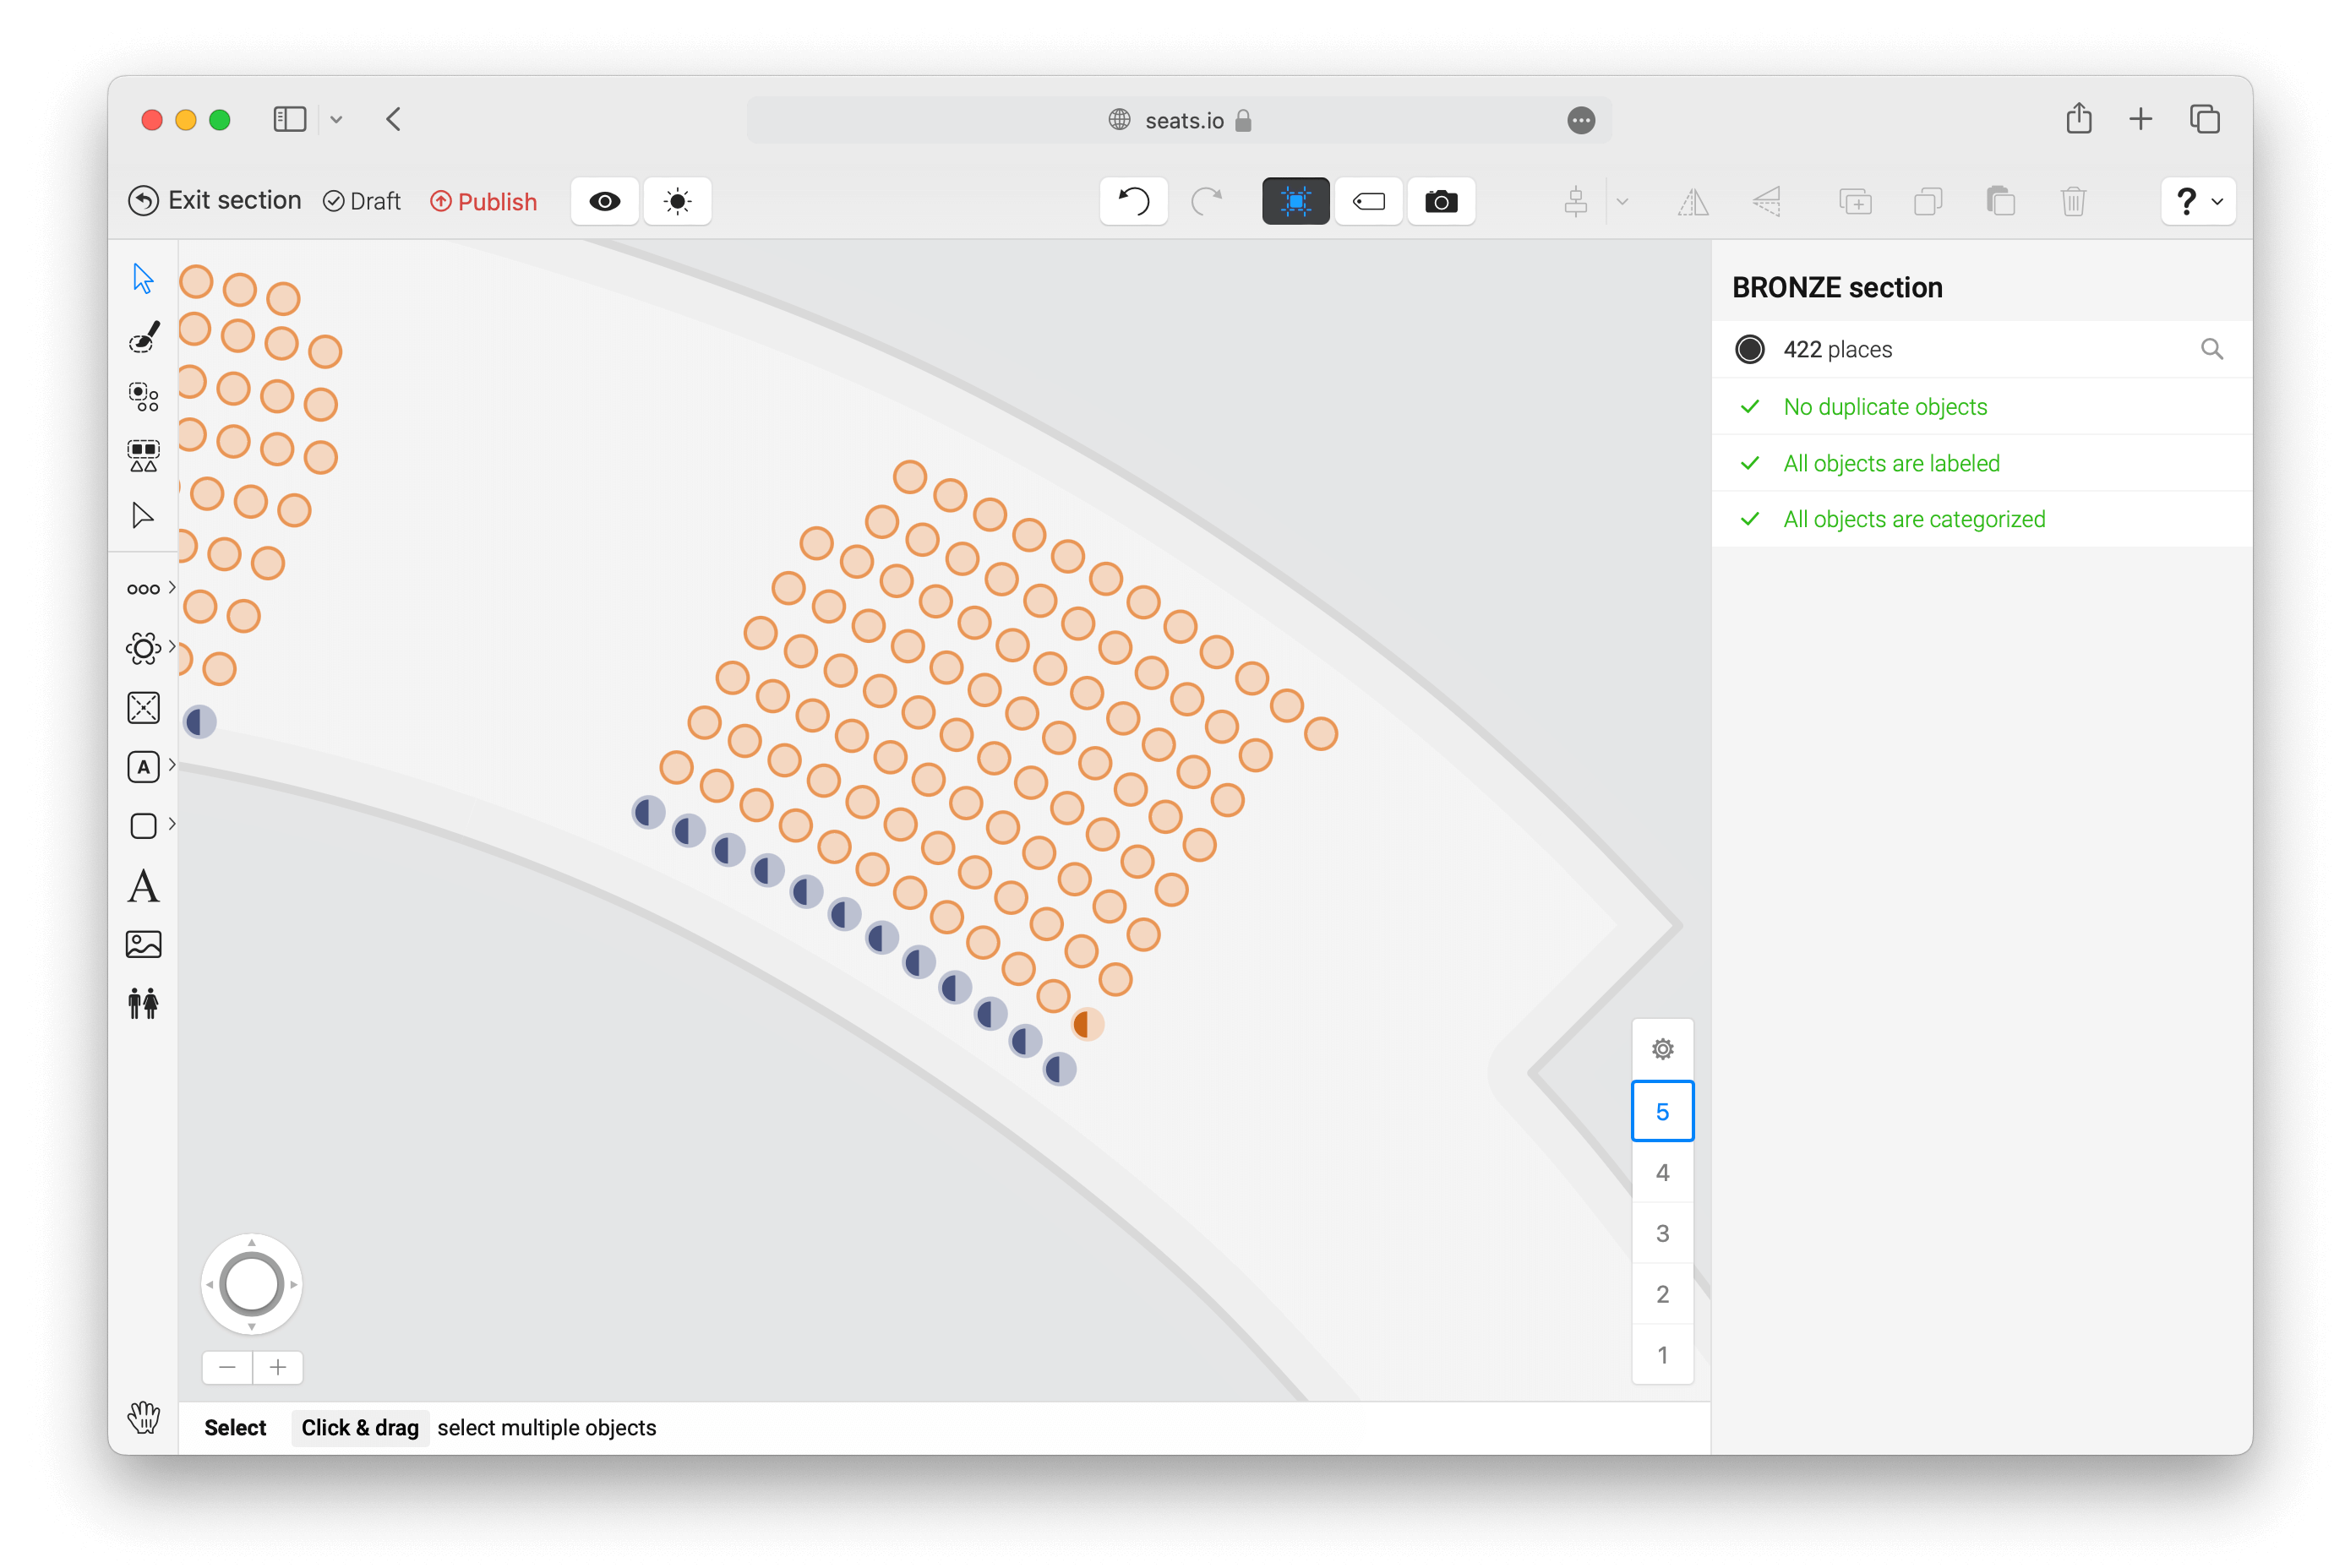 seats.io
Exit section Draft Publish ?
BRONZE section
422 places
No duplicate objects
All objects are labeled
All objects are categorized
A
A
5
4
3
2
1
Select Click & drag select multiple objects